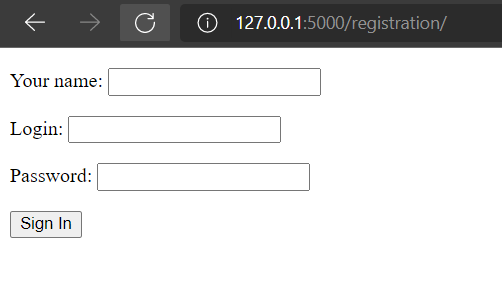 127.0.0.1:5000/registration/
Your name:
Login:
Password:
Sign In